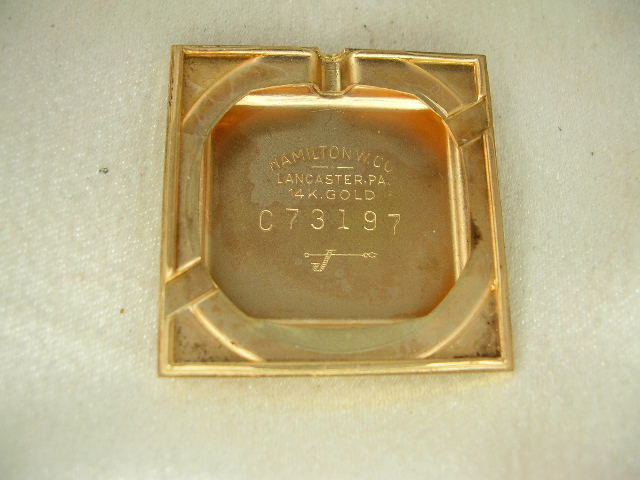 HAMILTON W. CO
LANCASTER, PA.
14K. GOLD
C73197
J